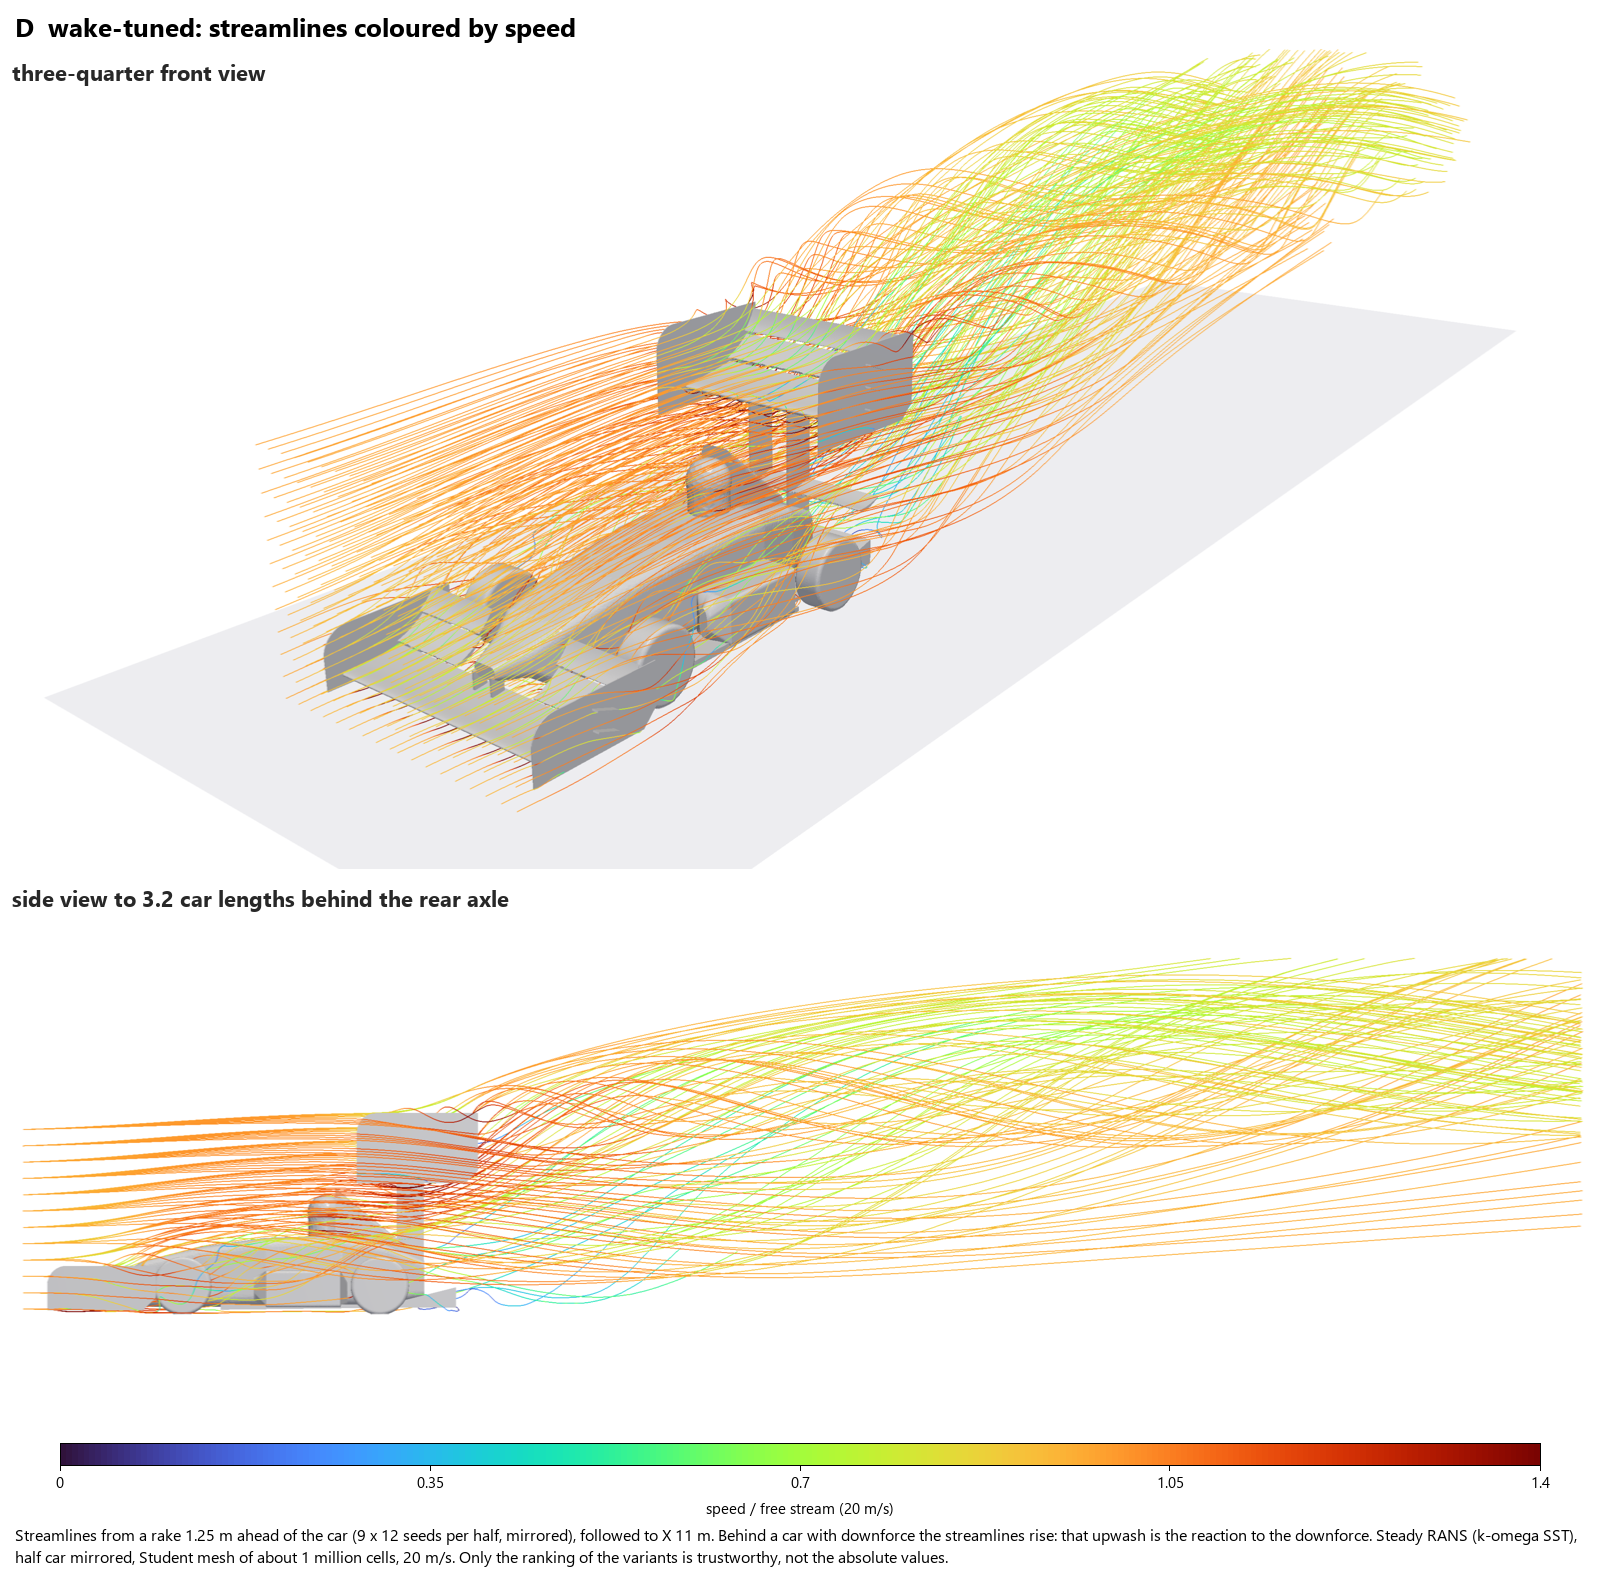 D  wake-tuned: streamlines coloured by speed
three-quarter front view
side view to 3.2 car lengths behind the rear axle
0
0.35
0.7
1.05
1.4
speed / free stream (20 m/s)
Streamlines from a rake 1.25 m ahead of the car (9 x 12 seeds per half, mirrored), followed to X 11 m. Behind a car with downforce the streamlines rise: that upwash is the reaction to the downforce. Steady RANS (k-omega SST),
half car mirrored, Student mesh of about 1 million cells, 20 m/s. Only the ranking of the variants is trustworthy, not the absolute values.